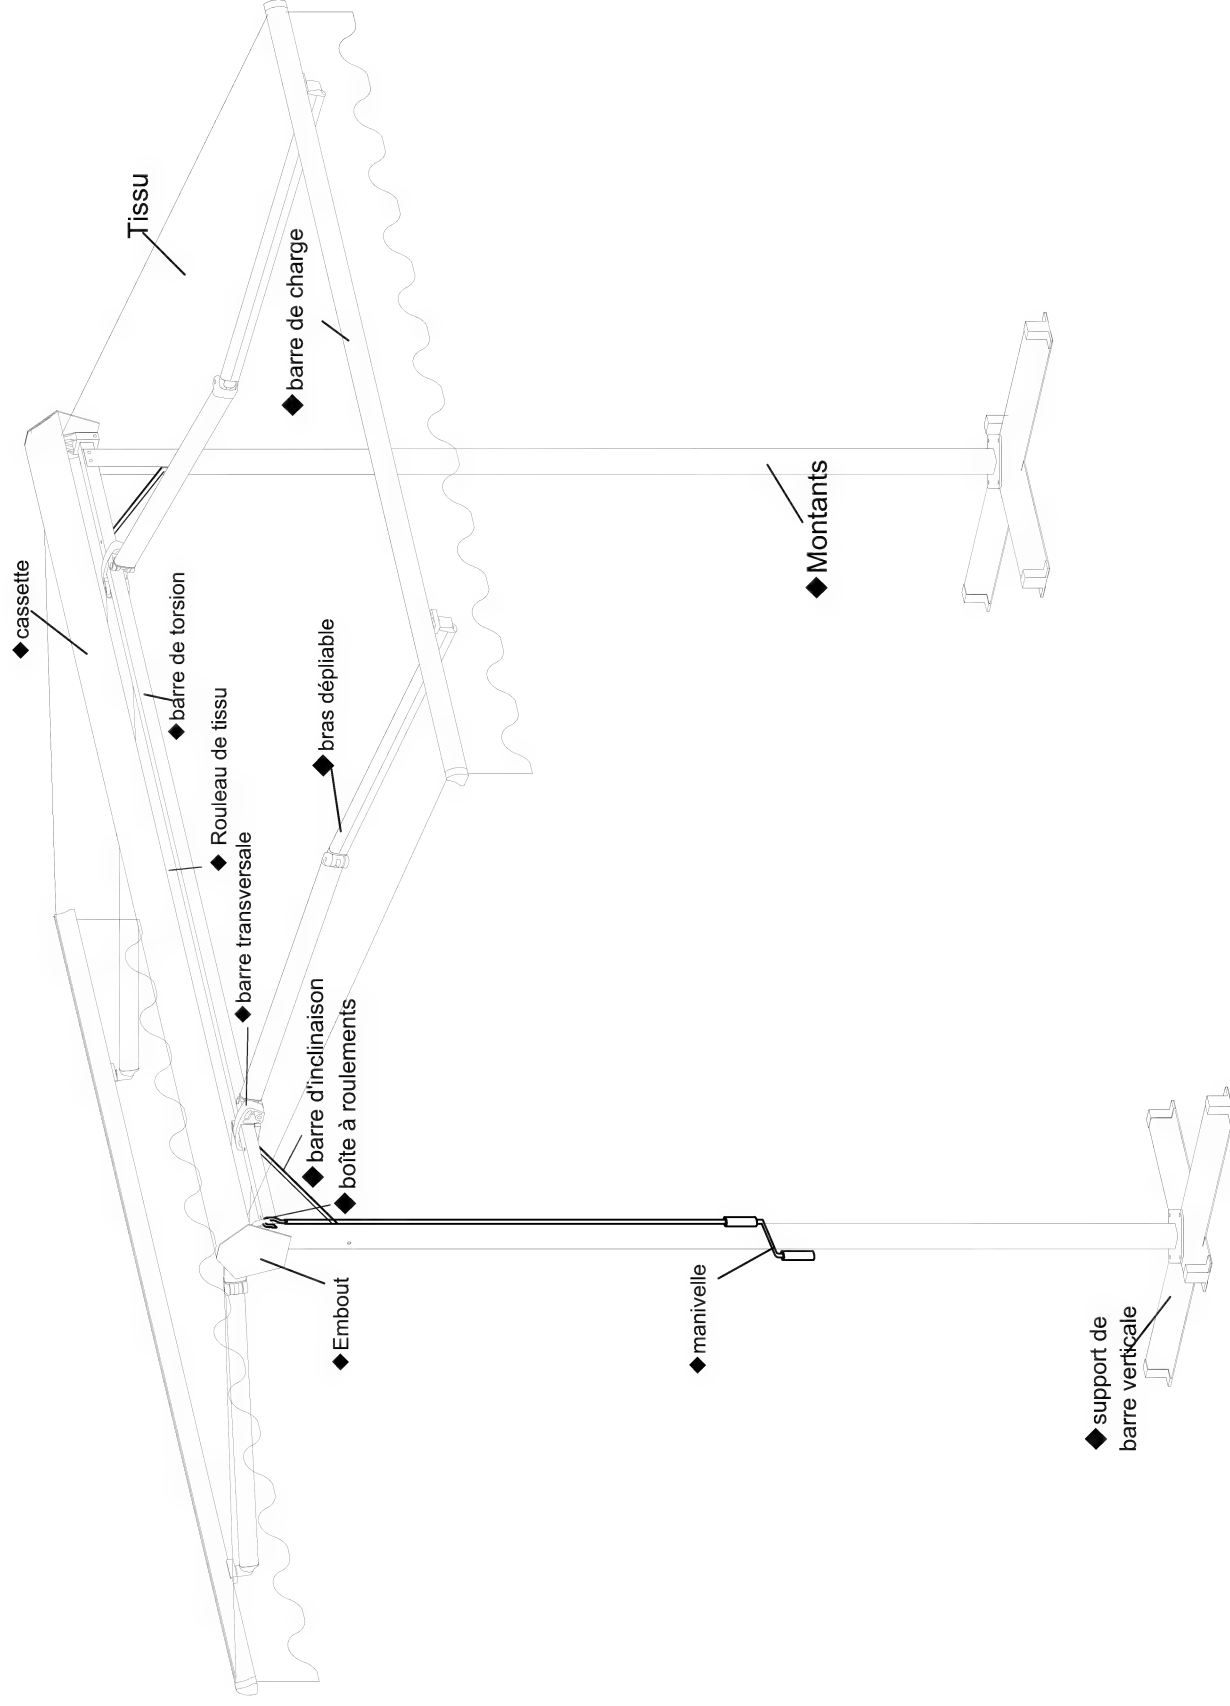 ◆cassette
Tissu
◆barre de torsion
◆ Rouleau de tissu
◆barre transversale
◆barre de charge
◆bras dépliable
◆barre d'inclinaison
◆boîte à roulements
◆Embout
◆manivelle
◆Montants
◆support de
barre verticale